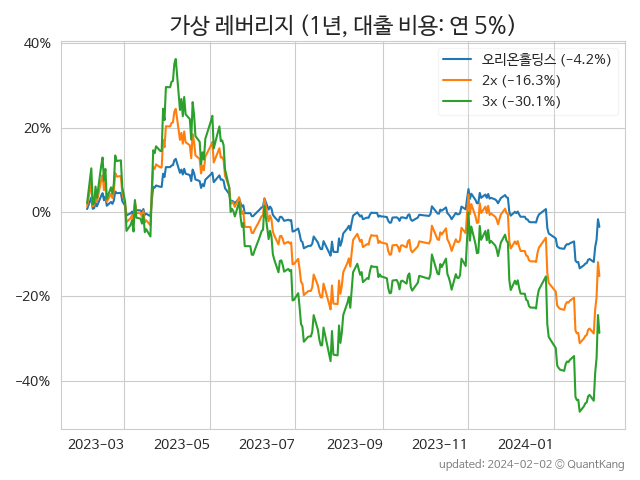 가상 레버리지 (1년, 대출 비용: 연 5%)
40%
20%
0%
−20%
−40%
오리온홀딩스 (−4.2%)
2x (−16.3%)
3x (−30.1%)
2023-03 2023-05 2023-07 2023-09 2023-11 2024-01
updated: 2024-02-02 © QuantKang